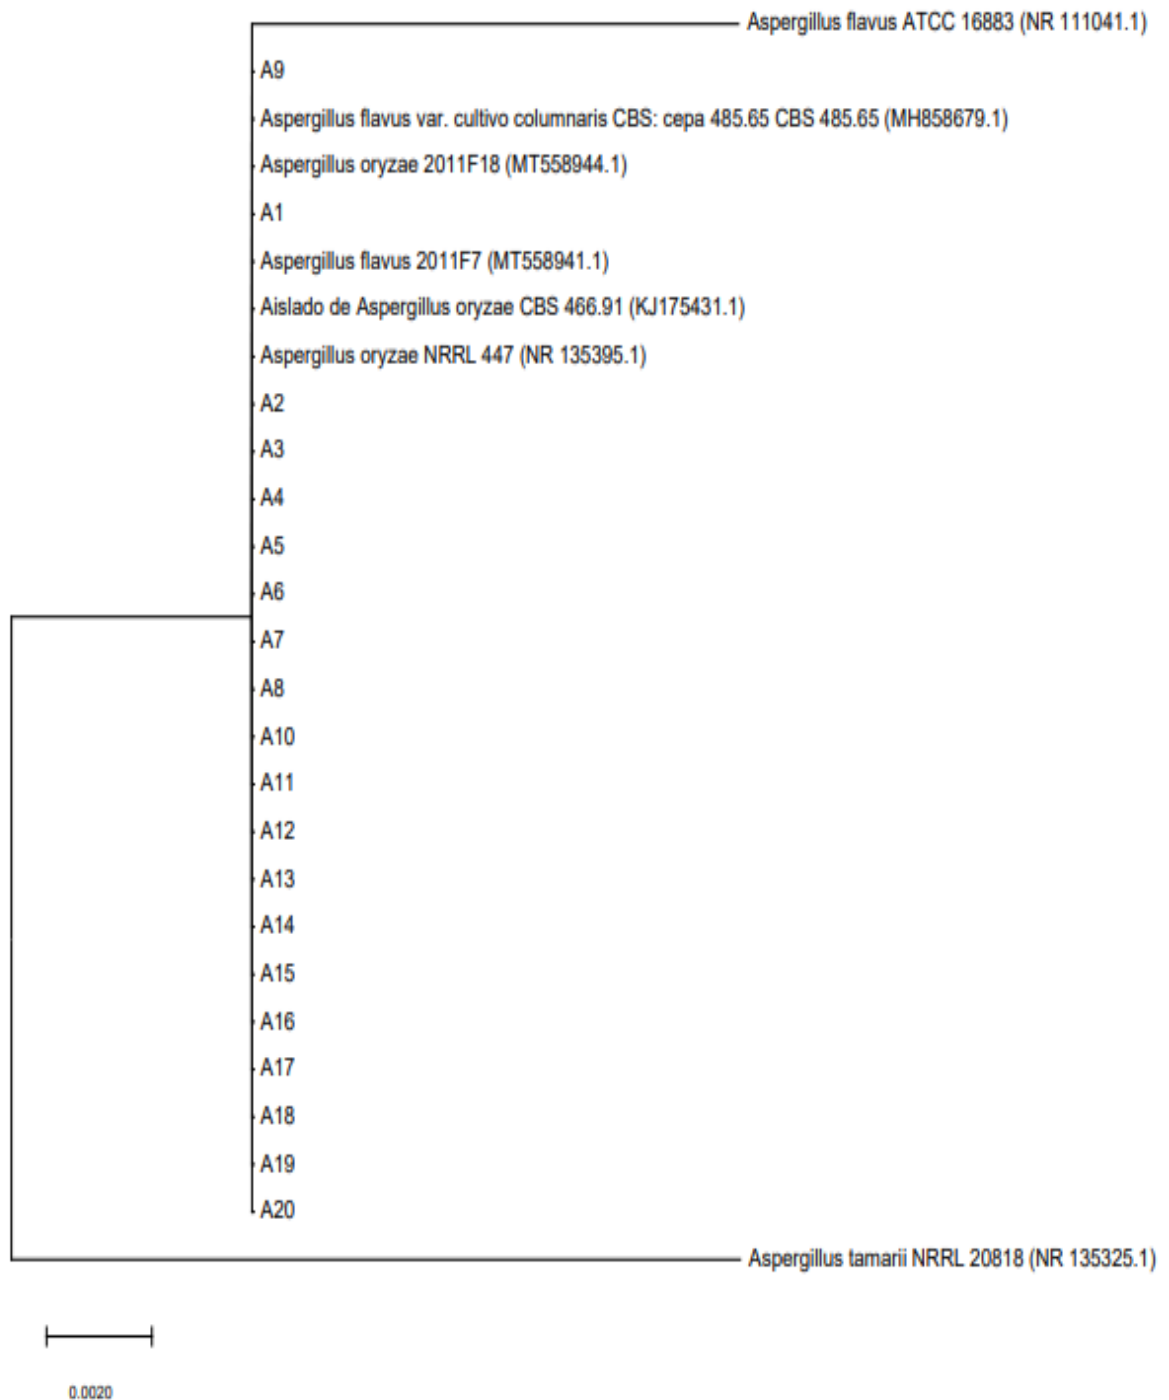 Aspergillus flavus ATCC 16883 (NR 111041.1)
A9
Aspergillus flavus var. cultivo columnaris CBS: cepa 485.65 CBS 485.65 (MH858679.1)
Aspergillus oryzae 2011F18 (MT558944.1)
A1
Aspergillus flavus 2011F7 (MT558941.1)
Aislado de Aspergillus oryzae CBS 466.91 (KJ175431.1)
Aspergillus oryzae NRRL 447 (NR 135395.1)
A2
A3
A4
A5
A6
A7
A8
A10
A11
A12
A13
A14
A15
A16
A17
A18
A19
A20
Aspergillus tamarii NRRL 20818 (NR 135325.1)
0.0020